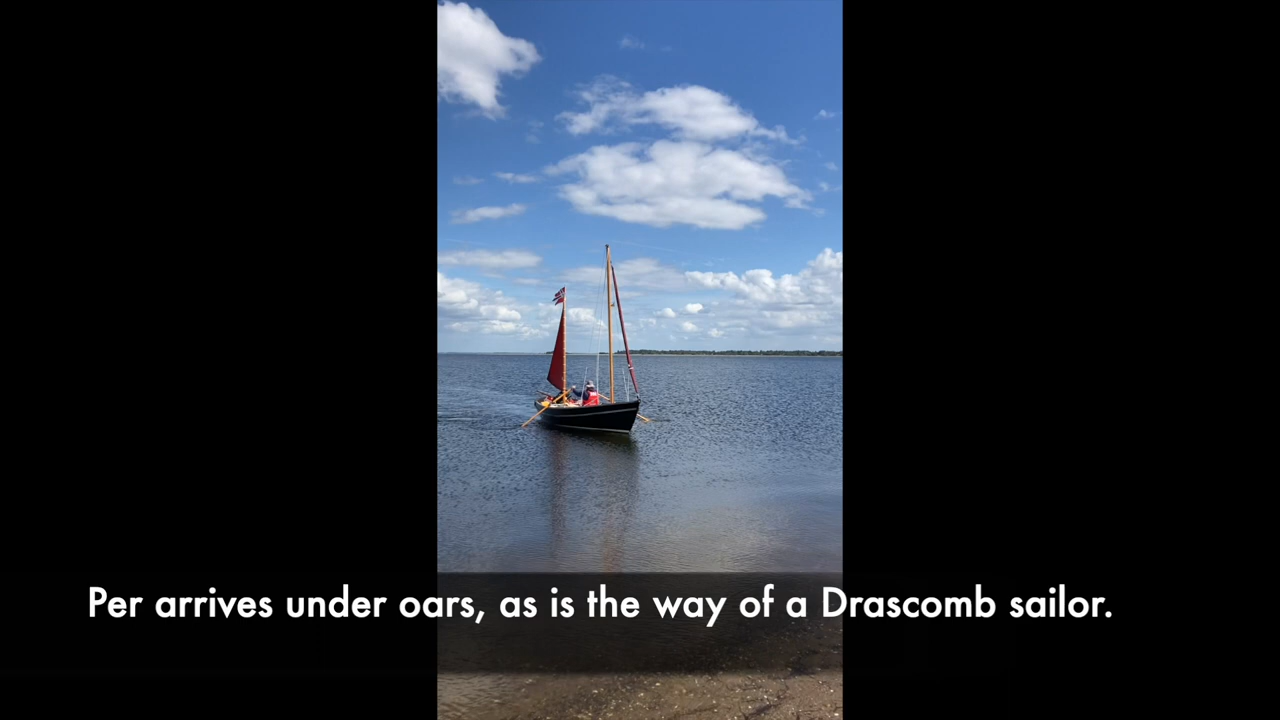 Per arrives under oars, as is the way of a Drascomb sailor.